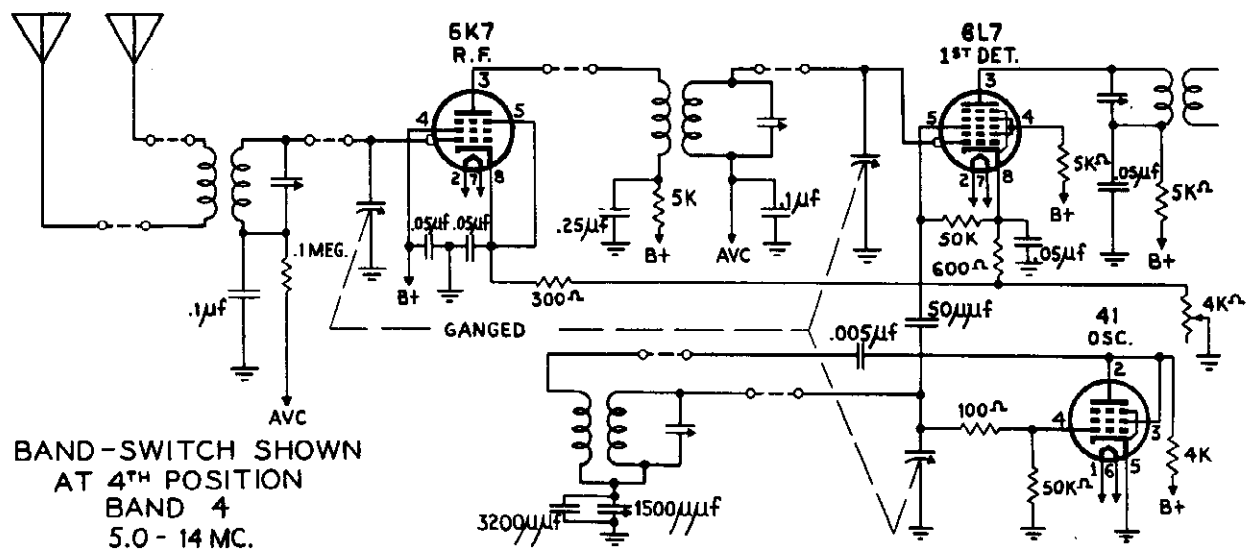 6K7
R.F.
6L7
1ST DET.
3
4
5
2
7
8
3
5
4
2
7
8
5KΩ
B+
.05μf
5KΩ
B+
.1 MEG.
.05μf
.05μf
B+
.25μf
5K
B+
AVC
.1μf
50K
600Ω
.05μf
.1μf
300Ω
4KΩ
GANGED
50μμf
.005μf
41
OSC.
2
AVC
100Ω
4
3
1
6
5
4K
B+
50KΩ
3200μμf
1500μμf
BAND-SWITCH SHOWN
AT 4TH POSITION
BAND 4
5.0 - 14 MC.